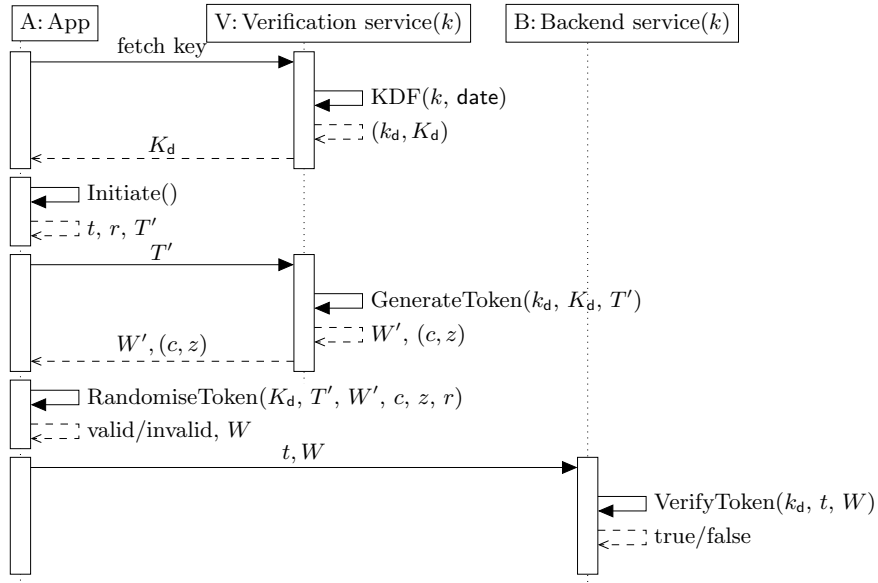 A: App
V: Verification service(k)
B: Backend service(k)
fetch key
KDF(k, date)
(k_d, K_d)
K_d
Initiate()
t, r, T′
T′
GenerateToken(k_d, K_d, T′)
W′, (c, z)
W′, (c, z)
RandomiseToken(K_d, T′, W′, c, z, r)
valid/invalid, W
t, W
VerifyToken(k_d, t, W)
true/false